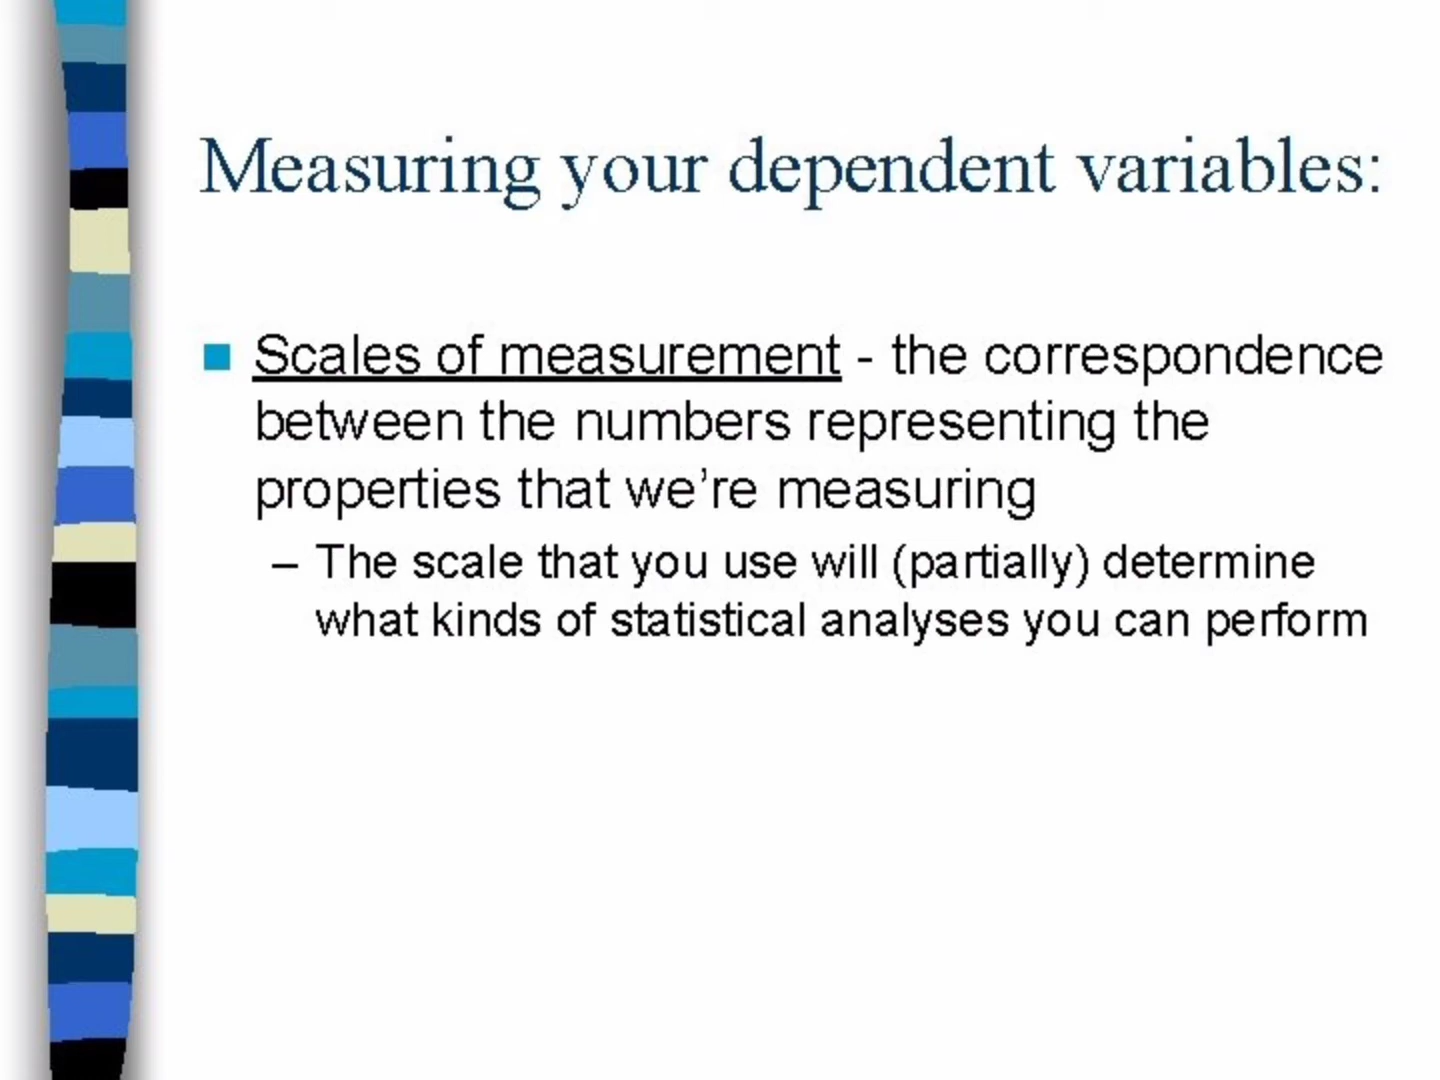 Measuring your dependent variables:
Scales of measurement - the correspondence
between the numbers representing the
properties that we're measuring
– The scale that you use will (partially) determine
what kinds of statistical analyses you can perform